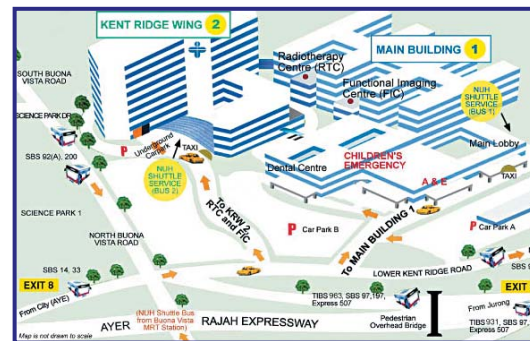 KENT RIDGE WING 2
MAIN BUILDING 1
Radiotherapy
Centre (RTC)
Functional Imaging
Centre (FIC)
SOUTH BUONA
VISTA ROAD
NUH
SHUTTLE
SERVICE
(BUS 1)
SCIENCE PARK DR
SBS 92(A). 200
P
Underground
Carpark
TAXI
NUH
SHUTTLE
SERVICE
(BUS 2)
Main Lobby
TAXI
CHILDREN'S
EMERGENCY
Dental Centre
A & E
SCIENCE PARK 1
To KRW 2,
RTC and FIC
P Car Park B
To MAIN BUILDING 1
P
Car Park A
NORTH BUONA
VISTA ROAD
LOWER KENT RIDGE ROAD
SBS 14, 33
SBS
EXIT 8
EXIT
From City (AYE)
TIBS 963, SBS 97,197,
Express 507
From Jurong
(NUH Shuttle Bus
from Buona Vista
MRT Station)
Pedestrian
Overhead Bridge
TIBS 931, SBS 97,
Express 507
AYER RAJAH EXPRESSWAY
Map is not drawn to scale